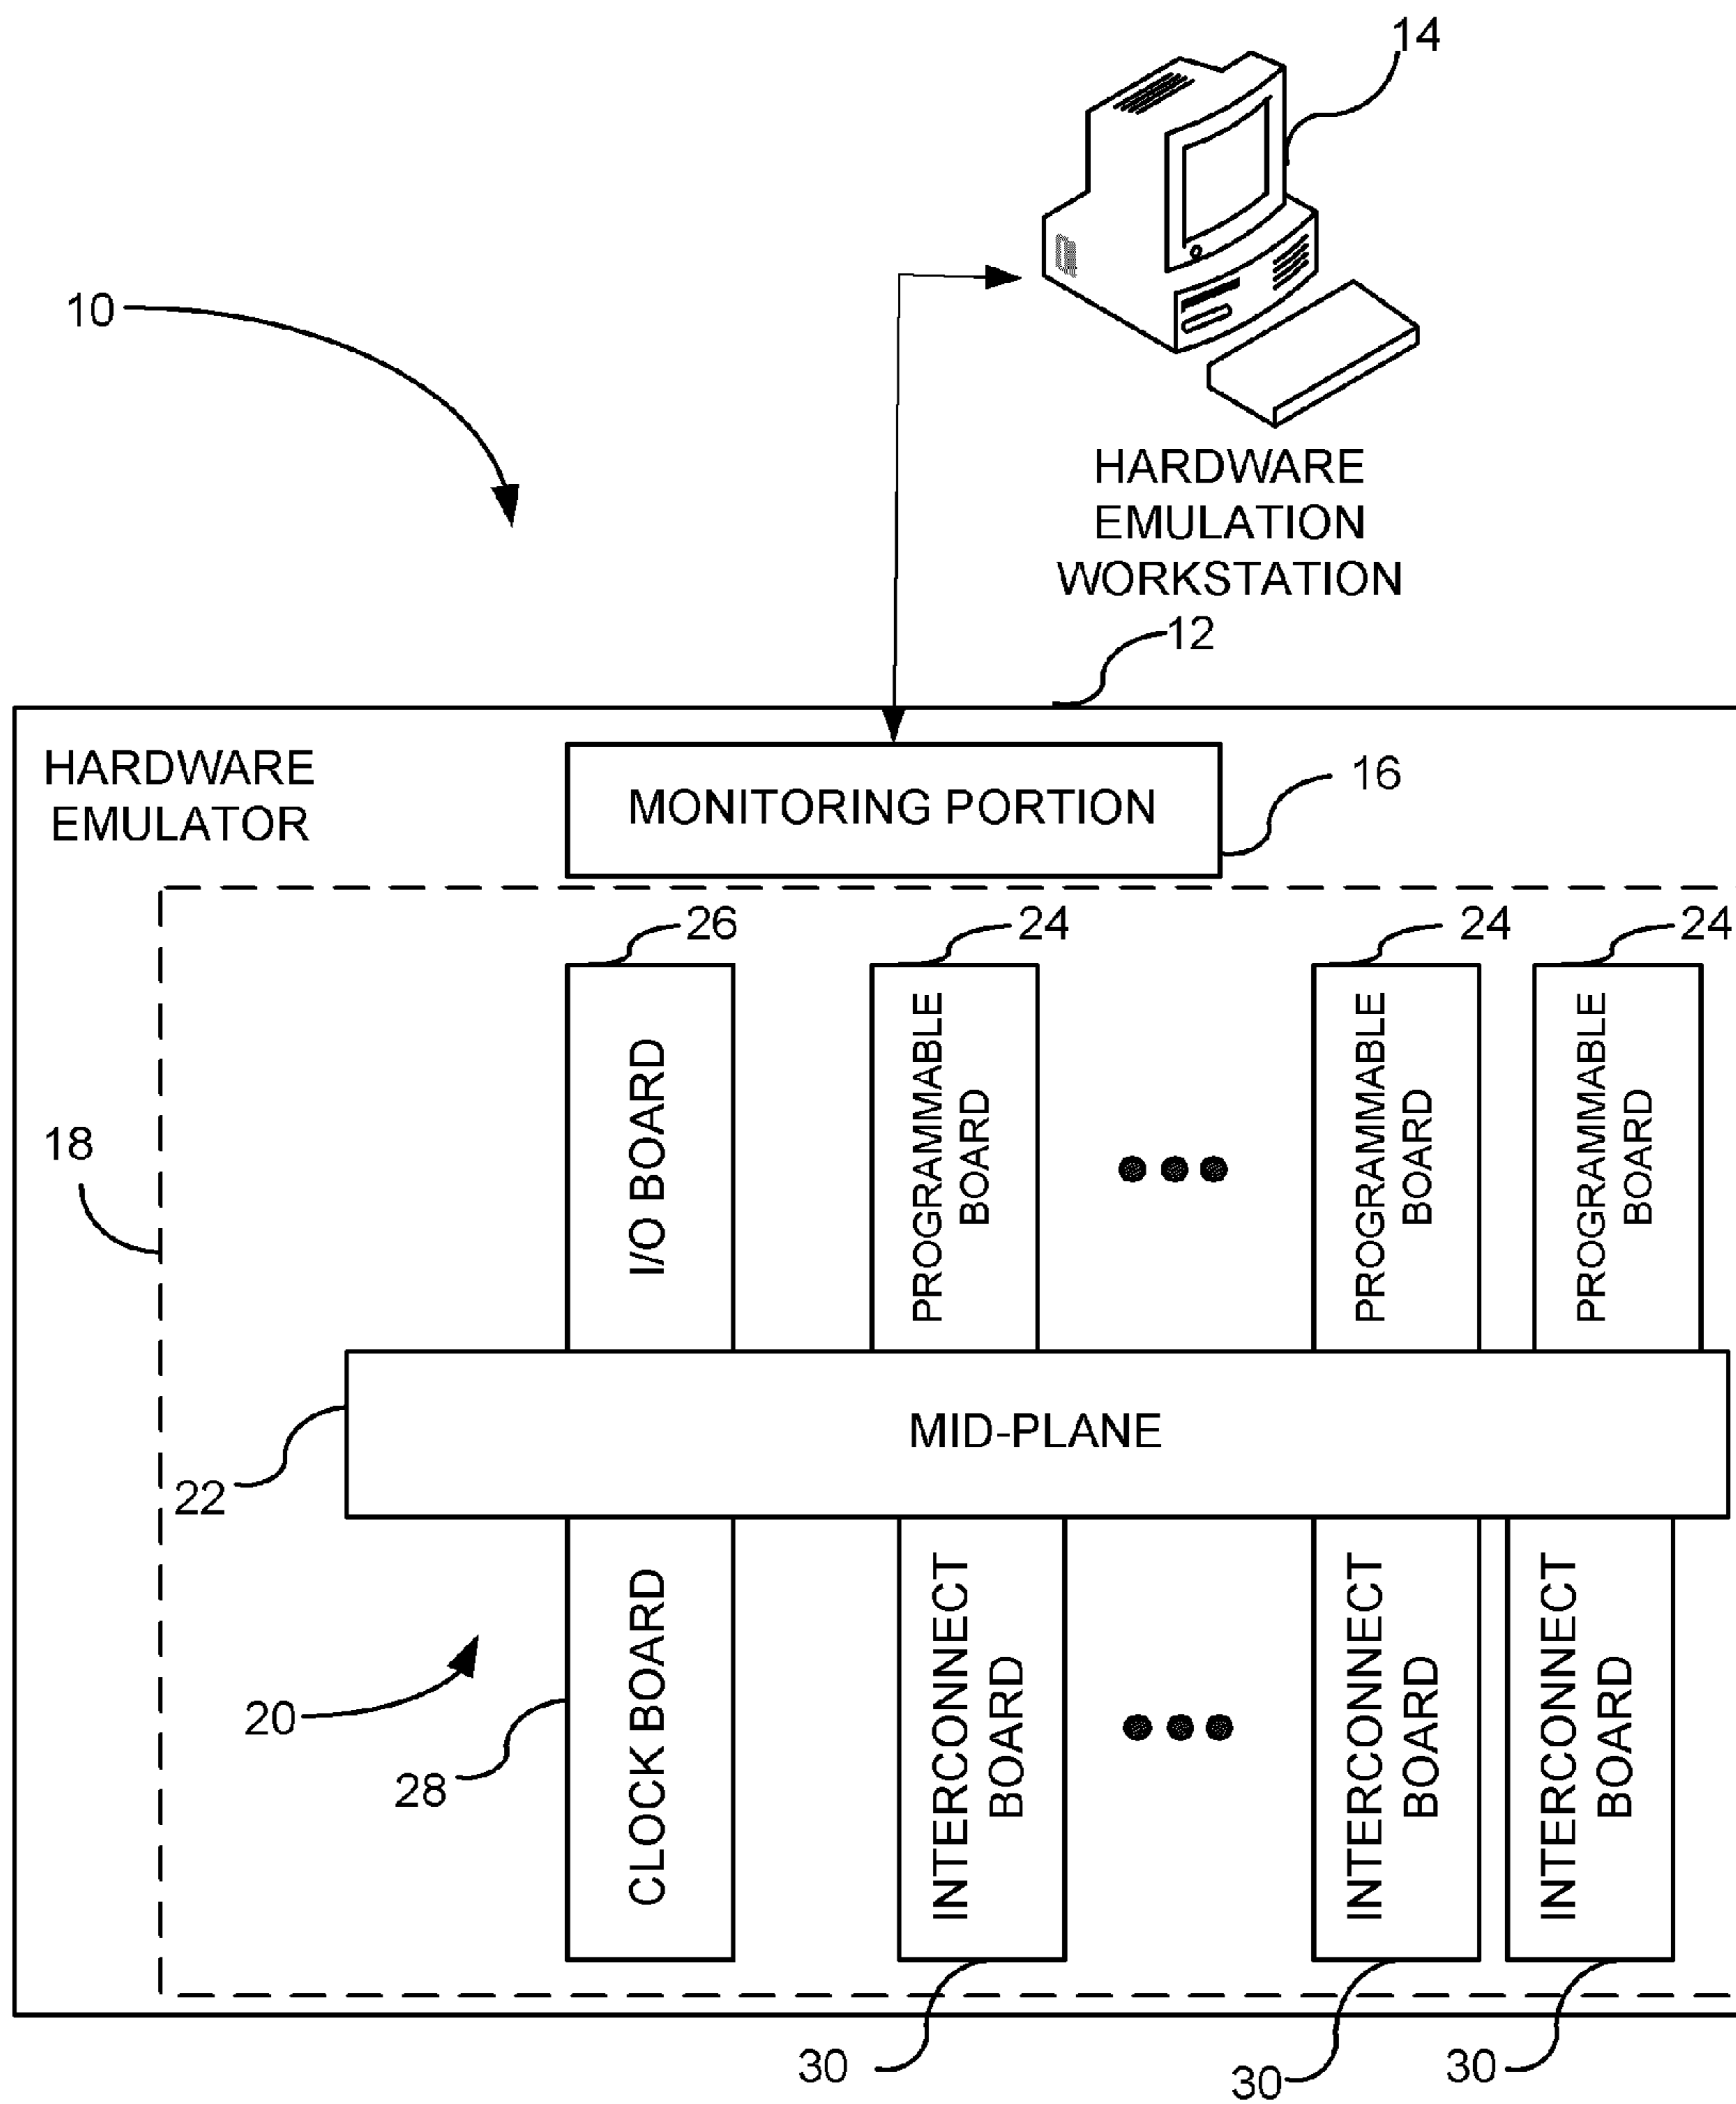 14
10
HARDWARE
EMULATION
WORKSTATION
12
HARDWARE
EMULATOR
MONITORING PORTION
16
26
24
24
24
I/O BOARD
PROGRAMMABLE
BOARD
PROGRAMMABLE
BOARD
PROGRAMMABLE
BOARD
18
MID-PLANE
22
CLOCK BOARD
INTERCONNECT
BOARD
INTERCONNECT
BOARD
INTERCONNECT
BOARD
20
28
30
30
30